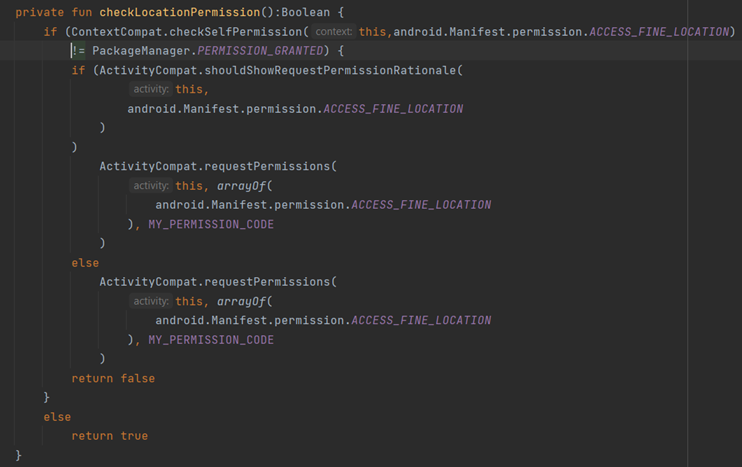 private fun checkLocationPermission():Boolean {
if (ContextCompat.checkSelfPermission( context: this,android.Manifest.permission.ACCESS_FINE_LOCATION)
!= PackageManager.PERMISSION_GRANTED) {
if (ActivityCompat.shouldShowRequestPermissionRationale(
activity: this,
android.Manifest.permission.ACCESS_FINE_LOCATION
)
)
ActivityCompat.requestPermissions(
activity: this, arrayOf(
android.Manifest.permission.ACCESS_FINE_LOCATION
), MY_PERMISSION_CODE
)
else
ActivityCompat.requestPermissions(
activity: this, arrayOf(
android.Manifest.permission.ACCESS_FINE_LOCATION
), MY_PERMISSION_CODE
)
return false
}
else
return true
}